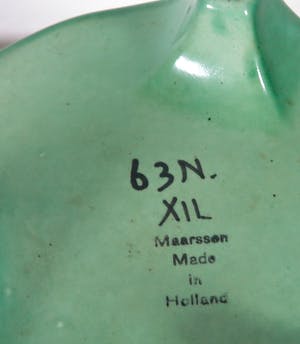 63N.
XIL
Maarssen
Made
in
Holland